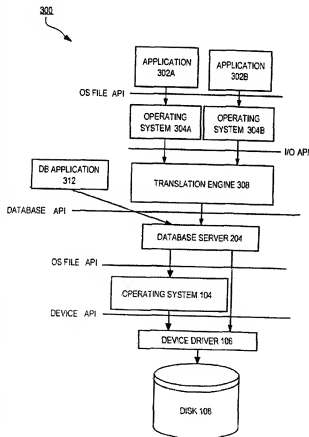 300
APPLICATION
302A
APPLICATION
302B
OS FILE API
OPERATING
SYSTEM 304A
OPERATING
SYSTEM 304B
I/O API
DB APPLICATION
312
TRANSLATION ENGINE 308
DATABASE API
DATABASE SERVER 204
OS FILE API
OPERATING SYSTEM 104
DEVICE API
DEVICE DRIVER 106
DISK 108